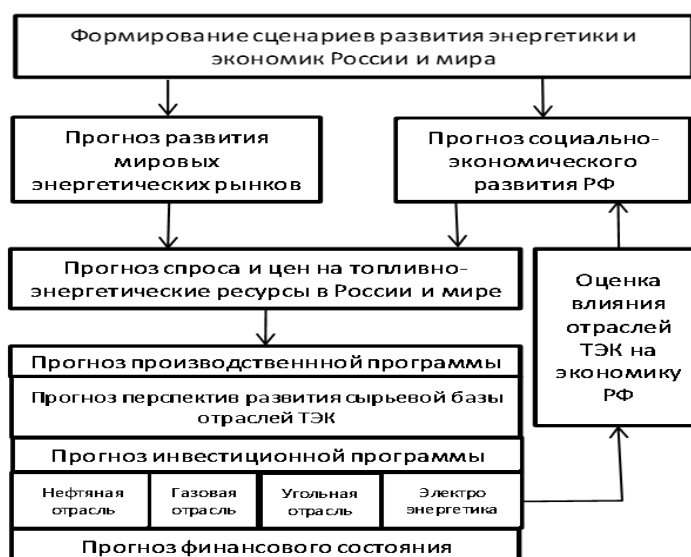 Формирование сценариев развития энергетики и
экономик России и мира
Прогноз развития
мировых
энергетических рынков
Прогноз социально-
экономического
развития РФ
Прогноз спроса и цен на топливно-
энергетические ресурсы в России и мире
Оценка
влияния
отраслей
ТЭК на
экономику
РФ
Прогноз производственнной программы
Прогноз перспектив развития сырьевой базы
отраслей ТЭК
Прогноз инвестиционной программы
Нефтяная
отрасль
Газовая
отрасль
Угольная
отрасль
Электро
энергетика
Прогноз финансового состояния